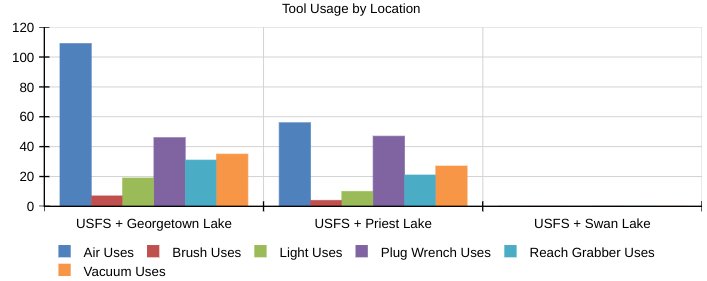 Tool Usage by Location
120
100
80
60
40
20
0
USFS + Georgetown Lake USFS + Priest Lake USFS + Swan Lake
Air Uses Brush Uses Light Uses Plug Wrench Uses Reach Grabber Uses
Vacuum Uses